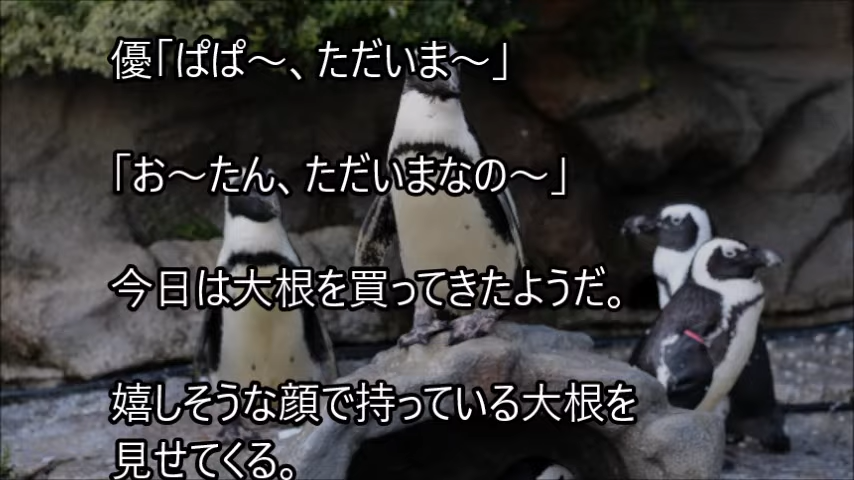 優「ぱぱ～、ただいま～」
「お～たん、ただいまなの～」
今日は大根を買ってきたようだ。
嬉しそうな顔で持っている大根を
見せてくる。